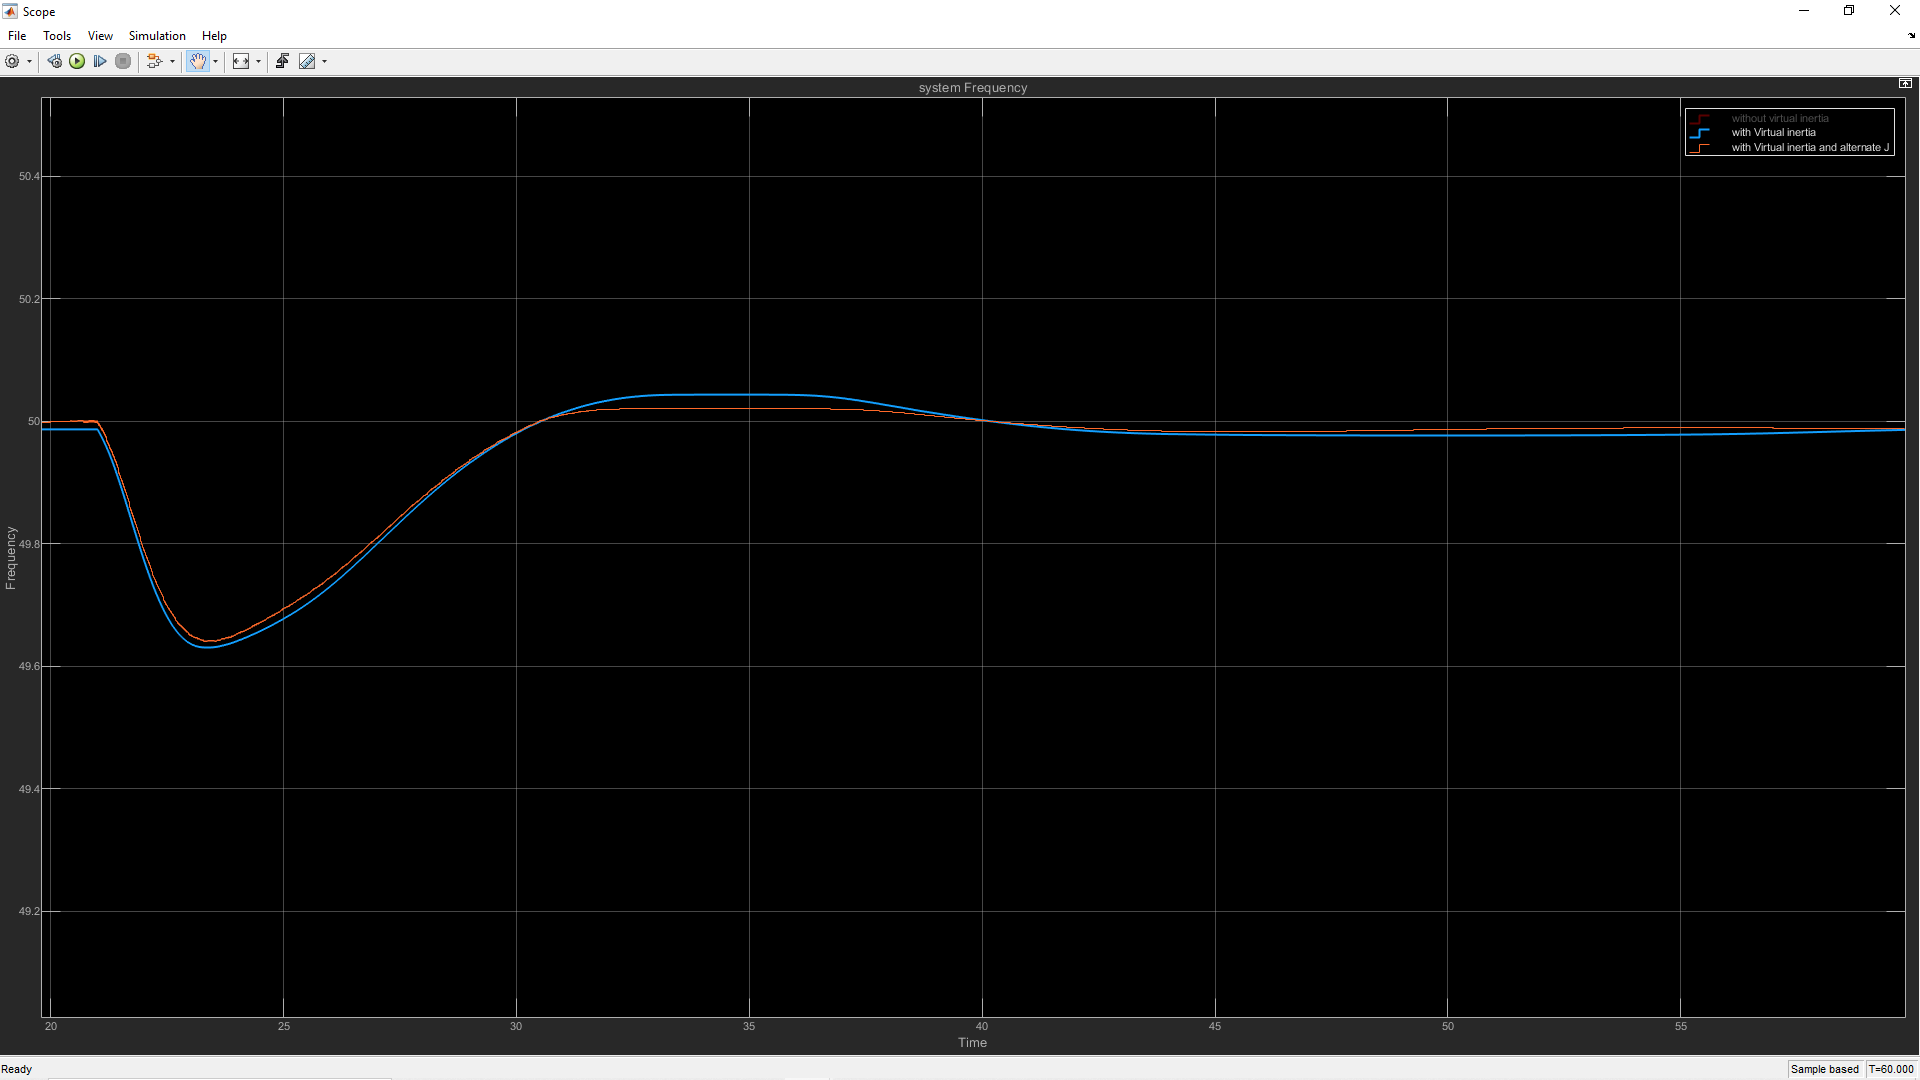 Scope
File Tools View Simulation Help
system Frequency
without virtual inertia
with Virtual inertia
with Virtual inertia and alternate J
50.4
50.2
50
49.8
49.6
49.4
49.2
Frequency
20 25 30 35 40 45 50 55
Time
Ready Sample based T=60.000